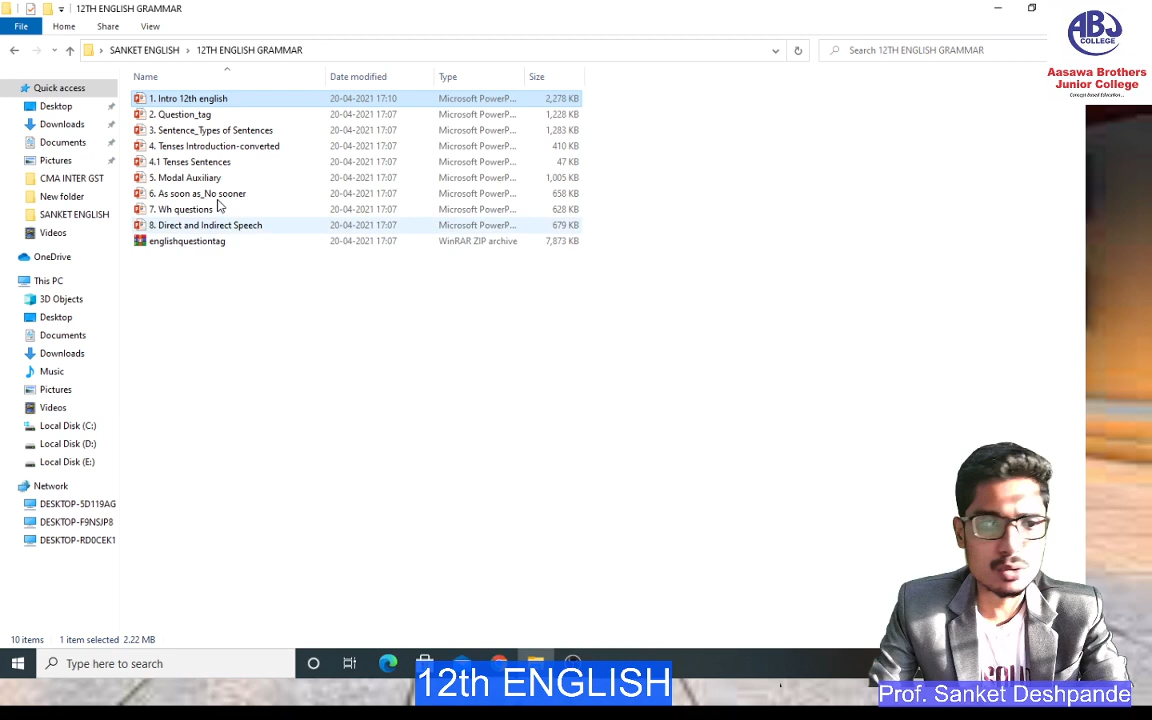 12TH ENGLISH GRAMMAR
File Home Share View
SANKET ENGLISH 12TH ENGLISH GRAMMAR
Search 12TH ENGLISH GRAMMAR
ABJ
COLLEGE
Aasawa Brothers
Junior College
Concept Based Education...
Name Date modified Type Size
1. Intro 12th english 20-04-2021 17:10 Microsoft PowerP... 2,278 KB
2. Question_tag 20-04-2021 17:07 Microsoft PowerP... 1,228 KB
3. Sentence_Types of Sentences 20-04-2021 17:07 Microsoft PowerP... 1,283 KB
4. Tenses Introduction-converted 20-04-2021 17:07 Microsoft PowerP... 410 KB
4.1 Tenses Sentences 20-04-2021 17:07 Microsoft PowerP... 47 KB
5. Modal Auxiliary 20-04-2021 17:07 Microsoft PowerP... 1,005 KB
6. As soon as_No sooner 20-04-2021 17:07 Microsoft PowerP... 658 KB
7. Wh questions 20-04-2021 17:07 Microsoft PowerP... 628 KB
8. Direct and Indirect Speech 20-04-2021 17:07 Microsoft PowerP... 679 KB
englishquestiontag 20-04-2021 17:07 WinRAR ZIP archive 7,873 KB
Quick access
Desktop
Downloads
Documents
Pictures
CMA INTER GST
New folder
SANKET ENGLISH
Videos
OneDrive
This PC
3D Objects
Desktop
Documents
Downloads
Music
Pictures
Videos
Local Disk (C:)
Local Disk (D:)
Local Disk (E:)
Network
DESKTOP-5D119AG
DESKTOP-F9NSJP8
DESKTOP-RD0CEK1
10 items 1 item selected 2.22 MB
Type here to search
12th ENGLISH
Prof. Sanket Deshpande